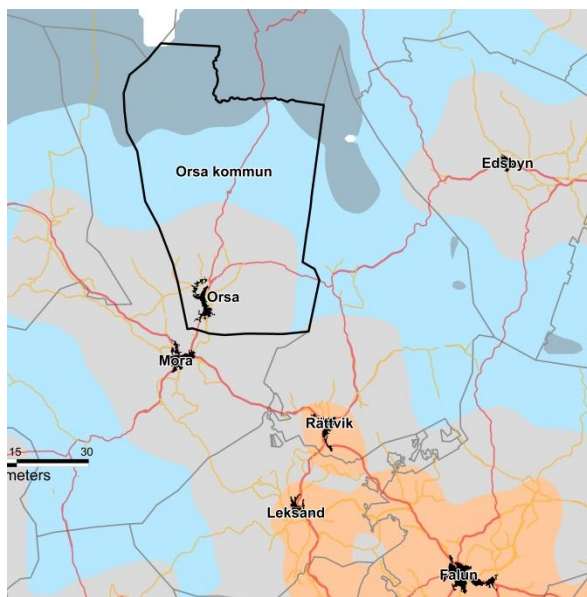 Edsbyn
Orsa kommun
Orsa
Mora
Rättvik
15 30
meters
Leksand
Falun